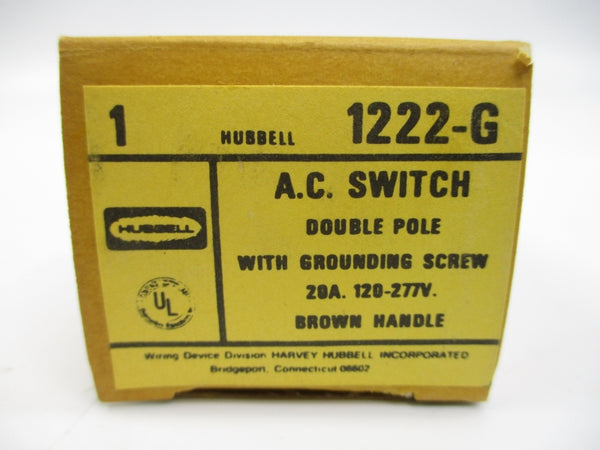 1 HUBBELL 1222-G
A.C. SWITCH
DOUBLE POLE
WITH GROUNDING SCREW
20A. 120-277V.
BROWN HANDLE
HUBBELL
UL
Wiring Device Division HARVEY HUBBELL INCORPORATED
Bridgeport, Connecticut 06602